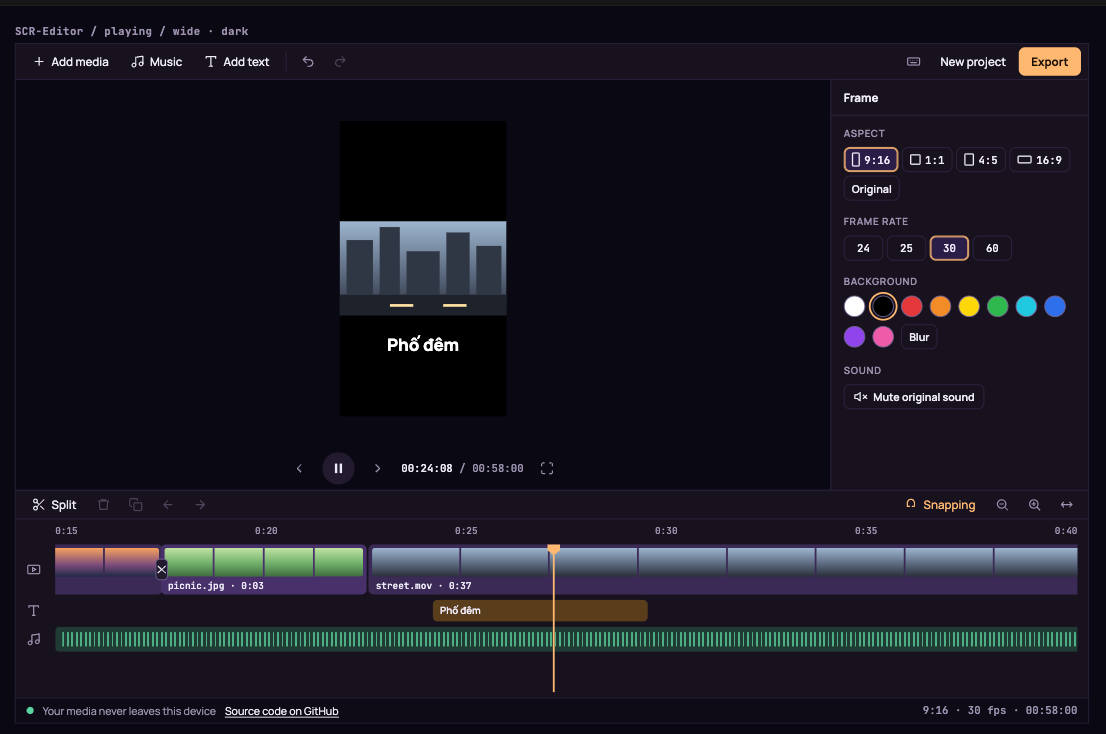 SCR-Editor / playing / wide · dark
+ Add media Music Add text New project Export
Frame
ASPECT
9:16 1:1 4:5 16:9
Original
FRAME RATE
24 25 30 60
BACKGROUND
Blur
SOUND
Mute original sound
Phố đêm
00:24:08 / 00:58:00
Split Snapping
0:15 0:20 0:25 0:30 0:35 0:40
picnic.jpg · 0:03 street.mov · 0:37
Phố đêm
Your media never leaves this device Source code on GitHub 9:16 · 30 fps · 00:58:00